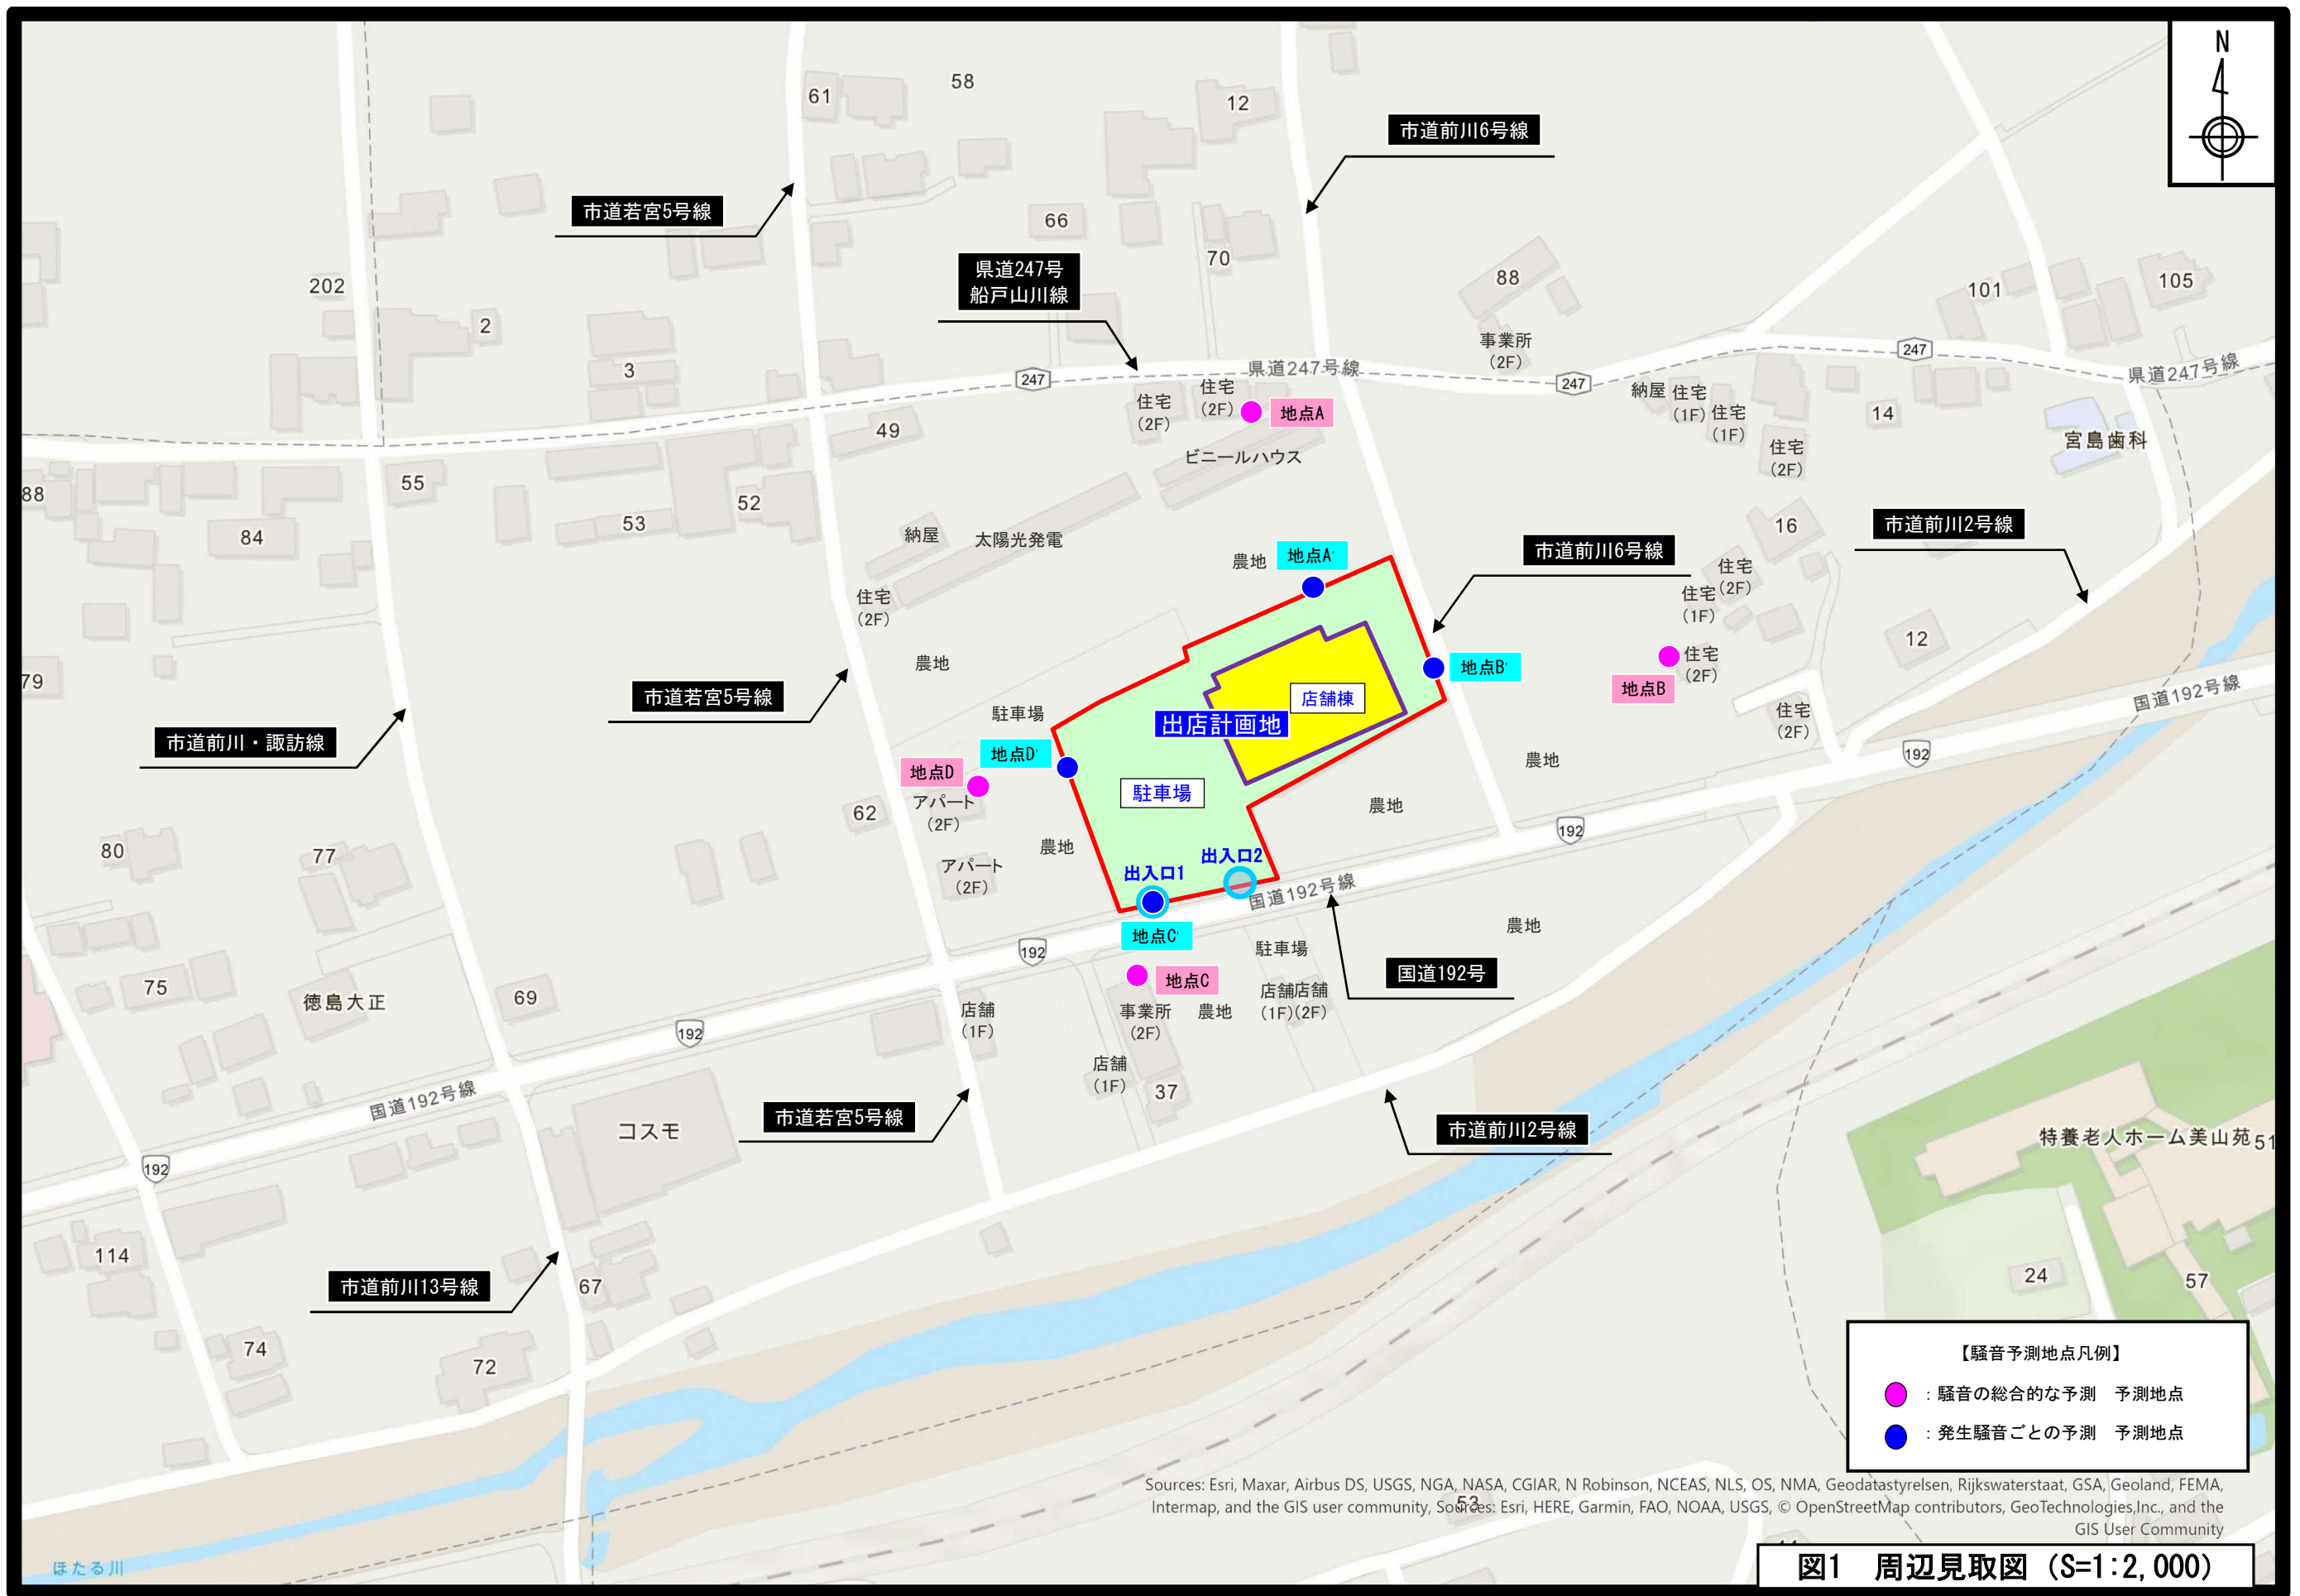 N
58
61
12
市道前川6号線
市道若宮5号線
66
70
県道247号
船戸山川線
88
101
105
202
2
3
事業所
(2F)
247
県道247号線
247
247
県道247号線
住宅
(2F)
住宅
(2F)
地点A
納屋
住宅
(1F)
住宅
(1F)
14
宮島歯科
49
ビニールハウス
住宅
(2F)
88
55
52
53
84
納屋
太陽光発電
16
市道前川2号線
農地
地点A'
市道前川6号線
住宅
(2F)
住宅
(2F)
住宅
(1F)
12
79
農地
地点B'
住宅
(2F)
地点B
市道若宮5号線
店舗棟
国道192号線
市道前川・諏訪線
駐車場
出店計画地
住宅
(2F)
地点D'
地点D
192
農地
駐車場
アパート
(2F)
62
農地
192
80
77
農地
アパート
(2F)
出入口1
出入口2
国道192号線
農地
地点C'
192
駐車場
国道192号
地点C
75
徳島大正
69
店舗
(1F)
事業所
(2F)
農地
店舗
(1F)
店舗
(2F)
192
店舗
(1F)
37
国道192号線
コスモ
市道若宮5号線
市道前川2号線
特養老人ホーム美山苑
51
192
114
市道前川13号線
67
24
57
74
72
【騒音予測地点凡例】
：騒音の総合的な予測 予測地点
：発生騒音ごとの予測 予測地点
Sources: Esri, Maxar, Airbus DS, USGS, NGA, NASA, CGIAR, N Robinson, NCEAS, NLS, OS, NMA, Geodatastyrelsen, Rijkswaterstaat, GSA, Geoland, FEMA,
Intermap, and the GIS user community, Sources: Esri, HERE, Garmin, FAO, NOAA, USGS, © OpenStreetMap contributors, GeoTechnologies,Inc., and the
GIS User Community
53
ほたる川
図1 周辺見取図（S=1:2,000）